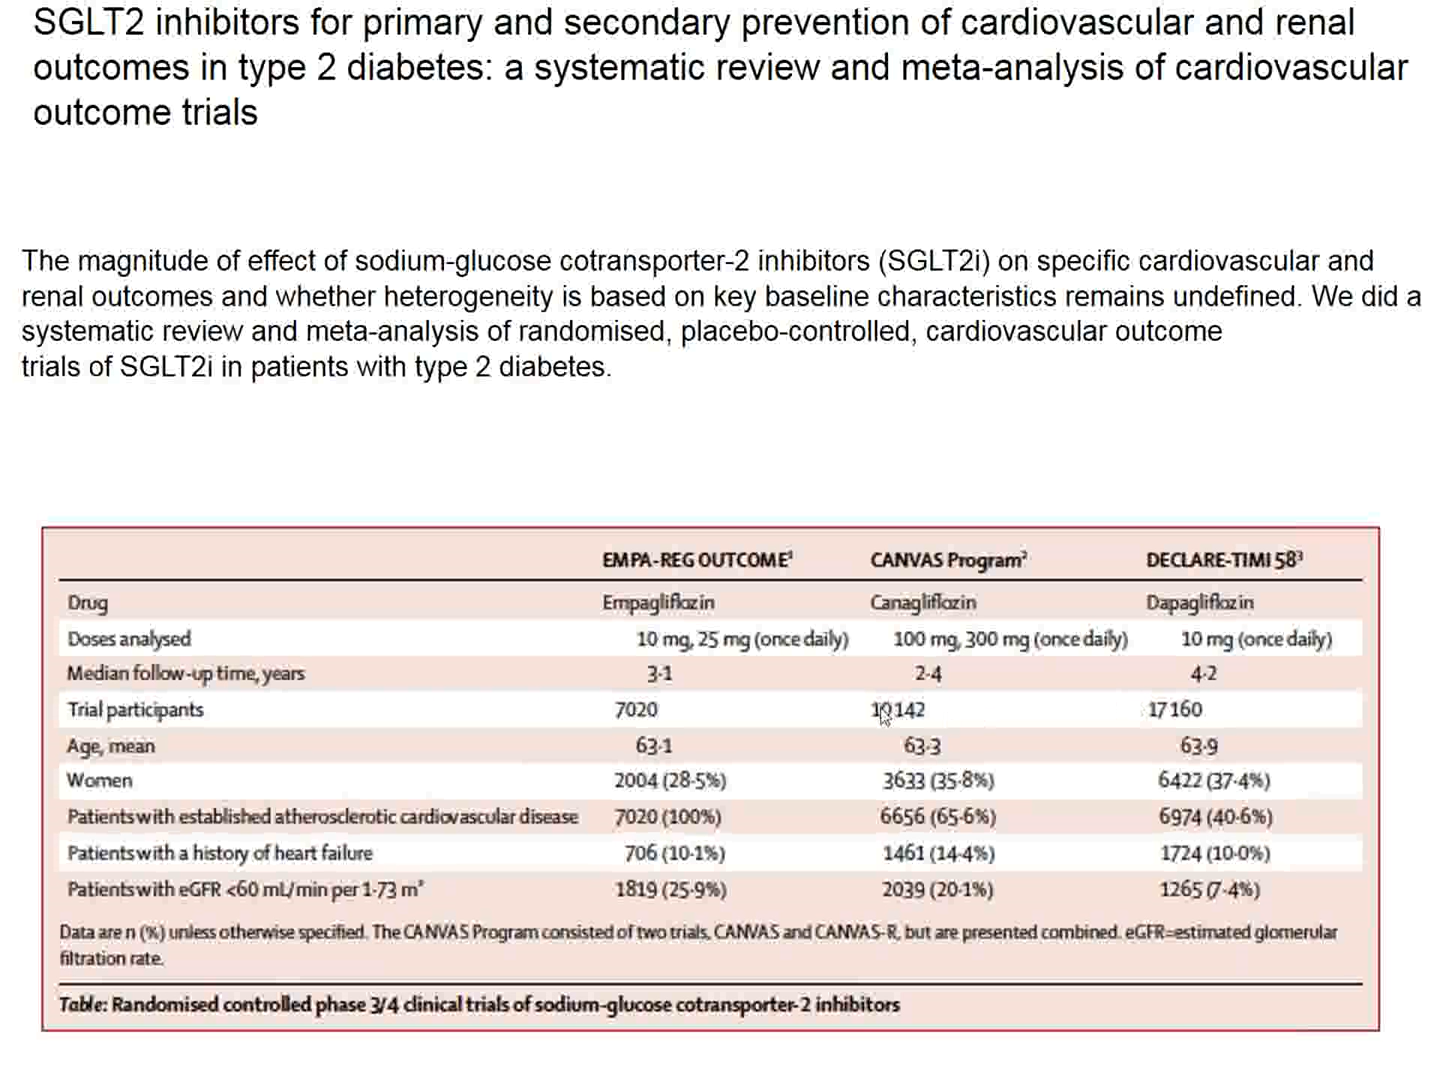 SGLT2 inhibitors for primary and secondary prevention of cardiovascular and renal
outcomes in type 2 diabetes: a systematic review and meta-analysis of cardiovascular
outcome trials
The magnitude of effect of sodium-glucose cotransporter-2 inhibitors (SGLT2i) on specific cardiovascular and
renal outcomes and whether heterogeneity is based on key baseline characteristics remains undefined. We did a
systematic review and meta-analysis of randomised, placebo-controlled, cardiovascular outcome
trials of SGLT2i in patients with type 2 diabetes.
EMPA-REG OUTCOME¹ CANVAS Program² DECLARE-TIMI 58³
Drug Empagliflozin Canagliflozin Dapagliflozin
Doses analysed 10 mg, 25 mg (once daily) 100 mg, 300 mg (once daily) 10 mg (once daily)
Median follow-up time, years 3·1 2·4 4·2
Trial participants 7020 10142 17160
Age, mean 63·1 63·3 63·9
Women 2004 (28·5%) 3633 (35·8%) 6422 (37·4%)
Patients with established atherosclerotic cardiovascular disease 7020 (100%) 6656 (65·6%) 6974 (40·6%)
Patients with a history of heart failure 706 (10·1%) 1461 (14·4%) 1724 (10·0%)
Patients with eGFR <60 mL/min per 1·73 m² 1819 (25·9%) 2039 (20·1%) 1265 (7·4%)
Data are n (%) unless otherwise specified. The CANVAS Program consisted of two trials, CANVAS and CANVAS-R, but are presented combined. eGFR=estimated glomerular
filtration rate.
Table: Randomised controlled phase 3/4 clinical trials of sodium-glucose cotransporter-2 inhibitors